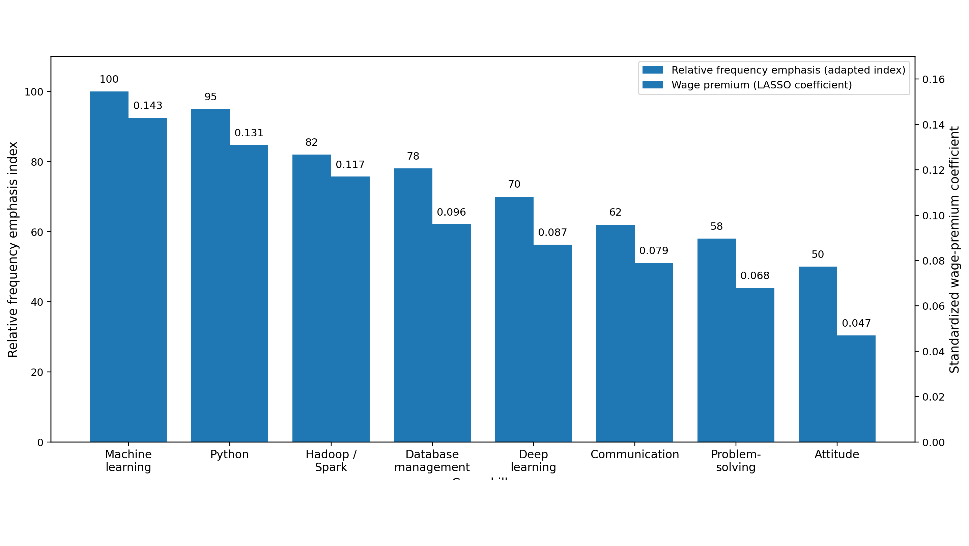 Relative frequency emphasis (adapted index)
Wage premium (LASSO coefficient)
Relative frequency emphasis index
0
20
40
60
80
100
Standardized wage-premium coefficient
0.00
0.02
0.04
0.06
0.08
0.10
0.12
0.14
0.16
100
0.143
95
0.131
82
0.117
78
0.096
70
0.087
62
0.079
58
0.068
50
0.047
Machine
learning
Python
Hadoop /
Spark
Database
management
Deep
learning
Communication
Problem-
solving
Attitude